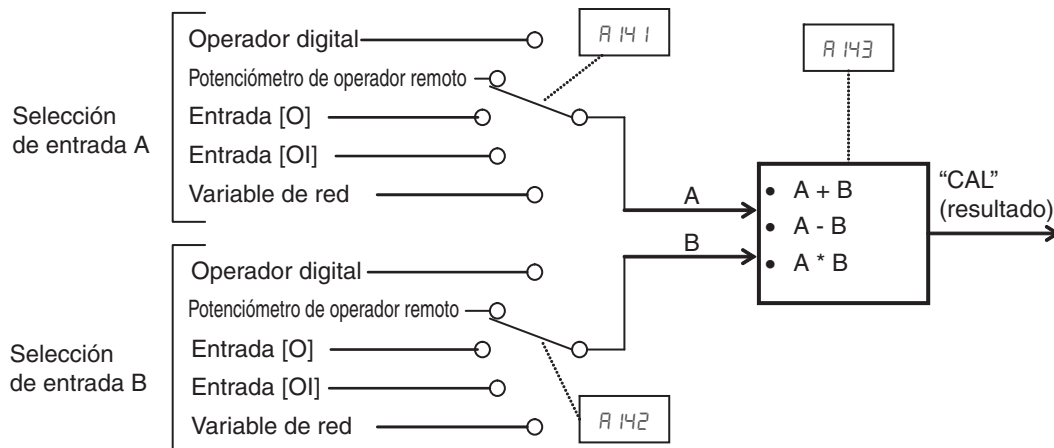 Operador digital
A141
A143
Potenciómetro de operador remoto
Selección
de entrada A
Entrada [O]
Entrada [OI]
Variable de red
A
• A + B
• A - B
• A * B
“CAL”
(resultado)
B
Operador digital
Potenciómetro de operador remoto
Selección
de entrada B
Entrada [O]
Entrada [OI]
Variable de red
A142